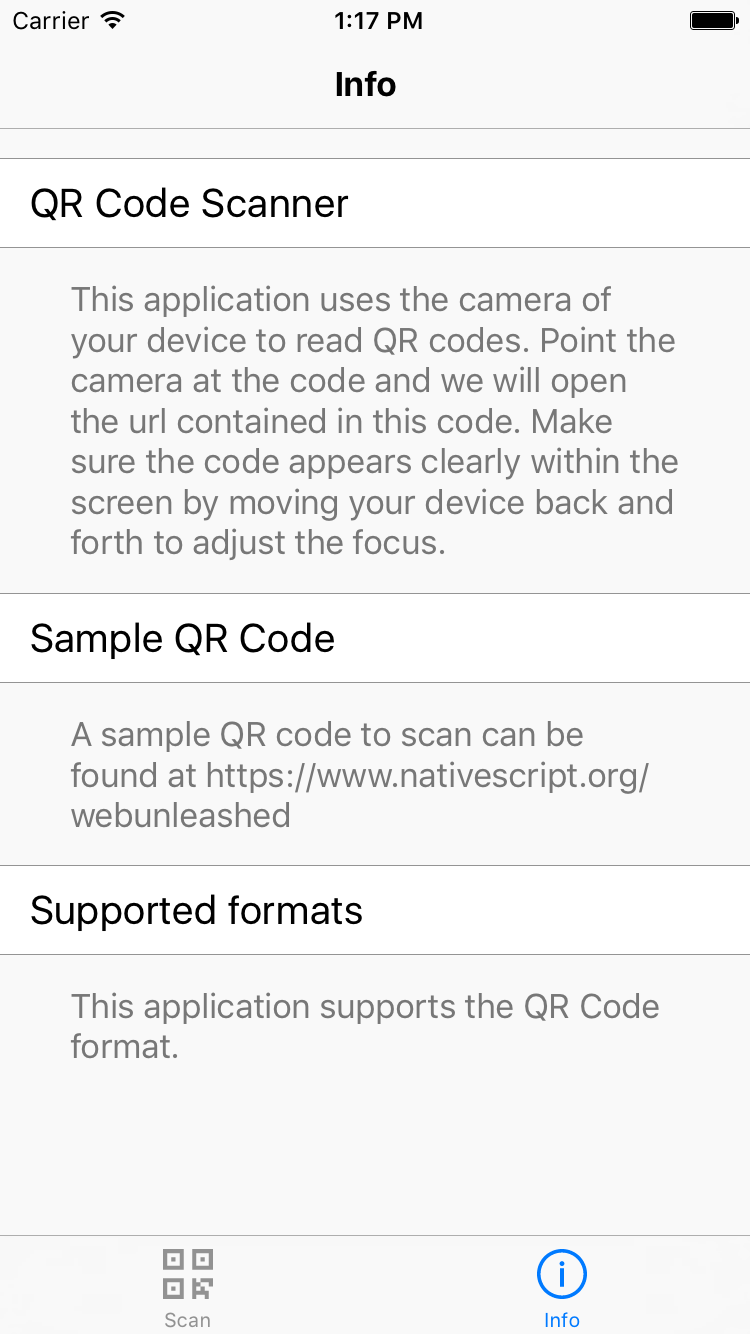 Carrier 1:17 PM
Info
QR Code Scanner
This application uses the camera of
your device to read QR codes. Point the
camera at the code and we will open
the url contained in this code. Make
sure the code appears clearly within the
screen by moving your device back and
forth to adjust the focus.
Sample QR Code
A sample QR code to scan can be
found at https://www.nativescript.org/
webunleashed
Supported formats
This application supports the QR Code
format.
Scan Info